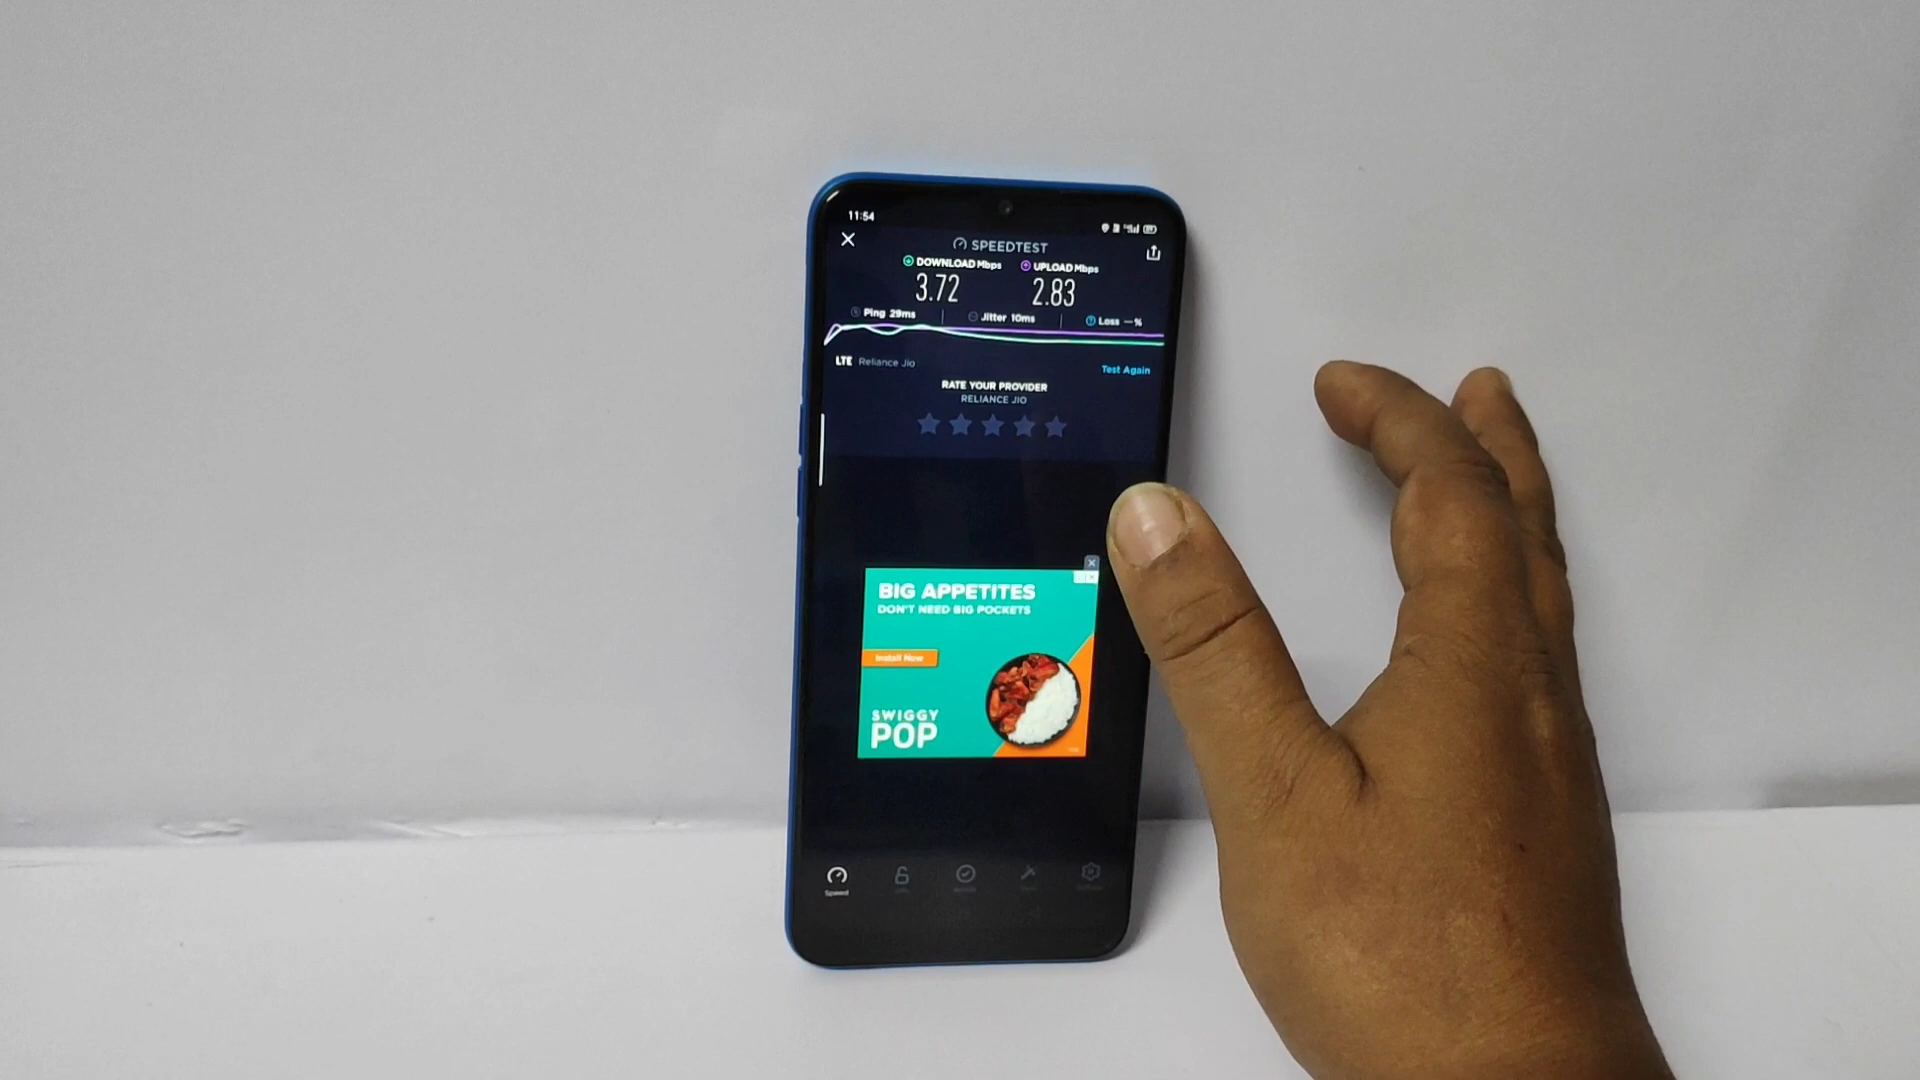 11:54
SPEEDTEST
DOWNLOAD Mbps UPLOAD Mbps
3.72 2.83
Ping 29ms Jitter 10ms Loss —%
LTE Reliance Jio Test Again
RATE YOUR PROVIDER
RELIANCE JIO
BIG APPETITES
DON'T NEED BIG POCKETS
Install Now
SWIGGY
POP
Speed